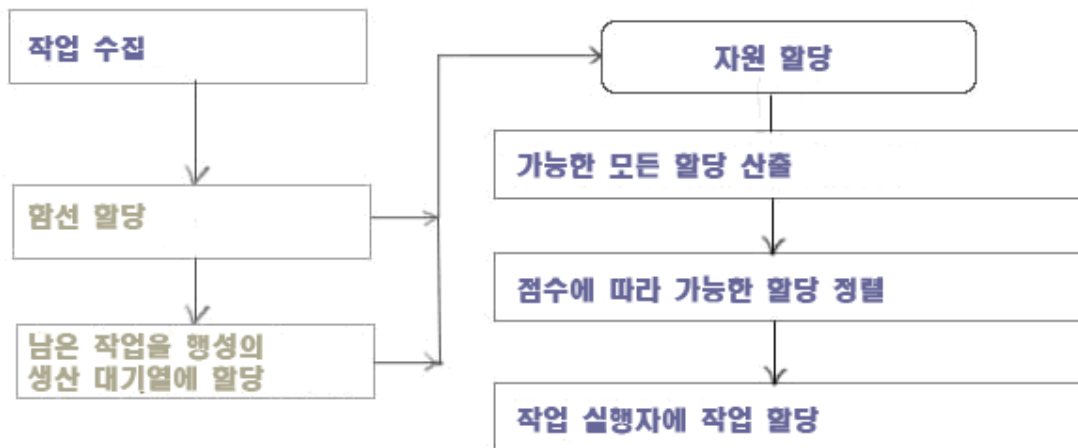 작업 수집
함선 할당
남은 작업을 행성의
생산 대기열에 할당
자원 할당
가능한 모든 할당 산출
점수에 따라 가능한 할당 정렬
작업 실행자에 작업 할당